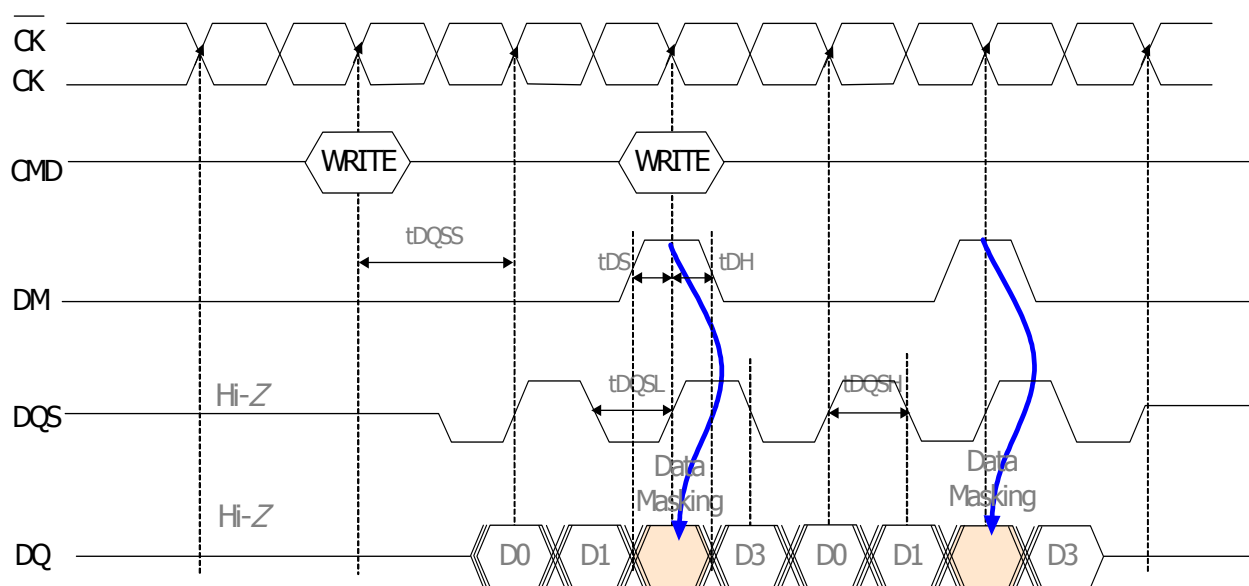 CK
CK
CMD
WRITE
WRITE
tDQSS
tDS
tDH
DM
tDQSL
tDQSH
Hi-Z
DQS
Data
Masking
Data
Masking
Hi-Z
DQ
D0
D1
D3
D0
D1
D3